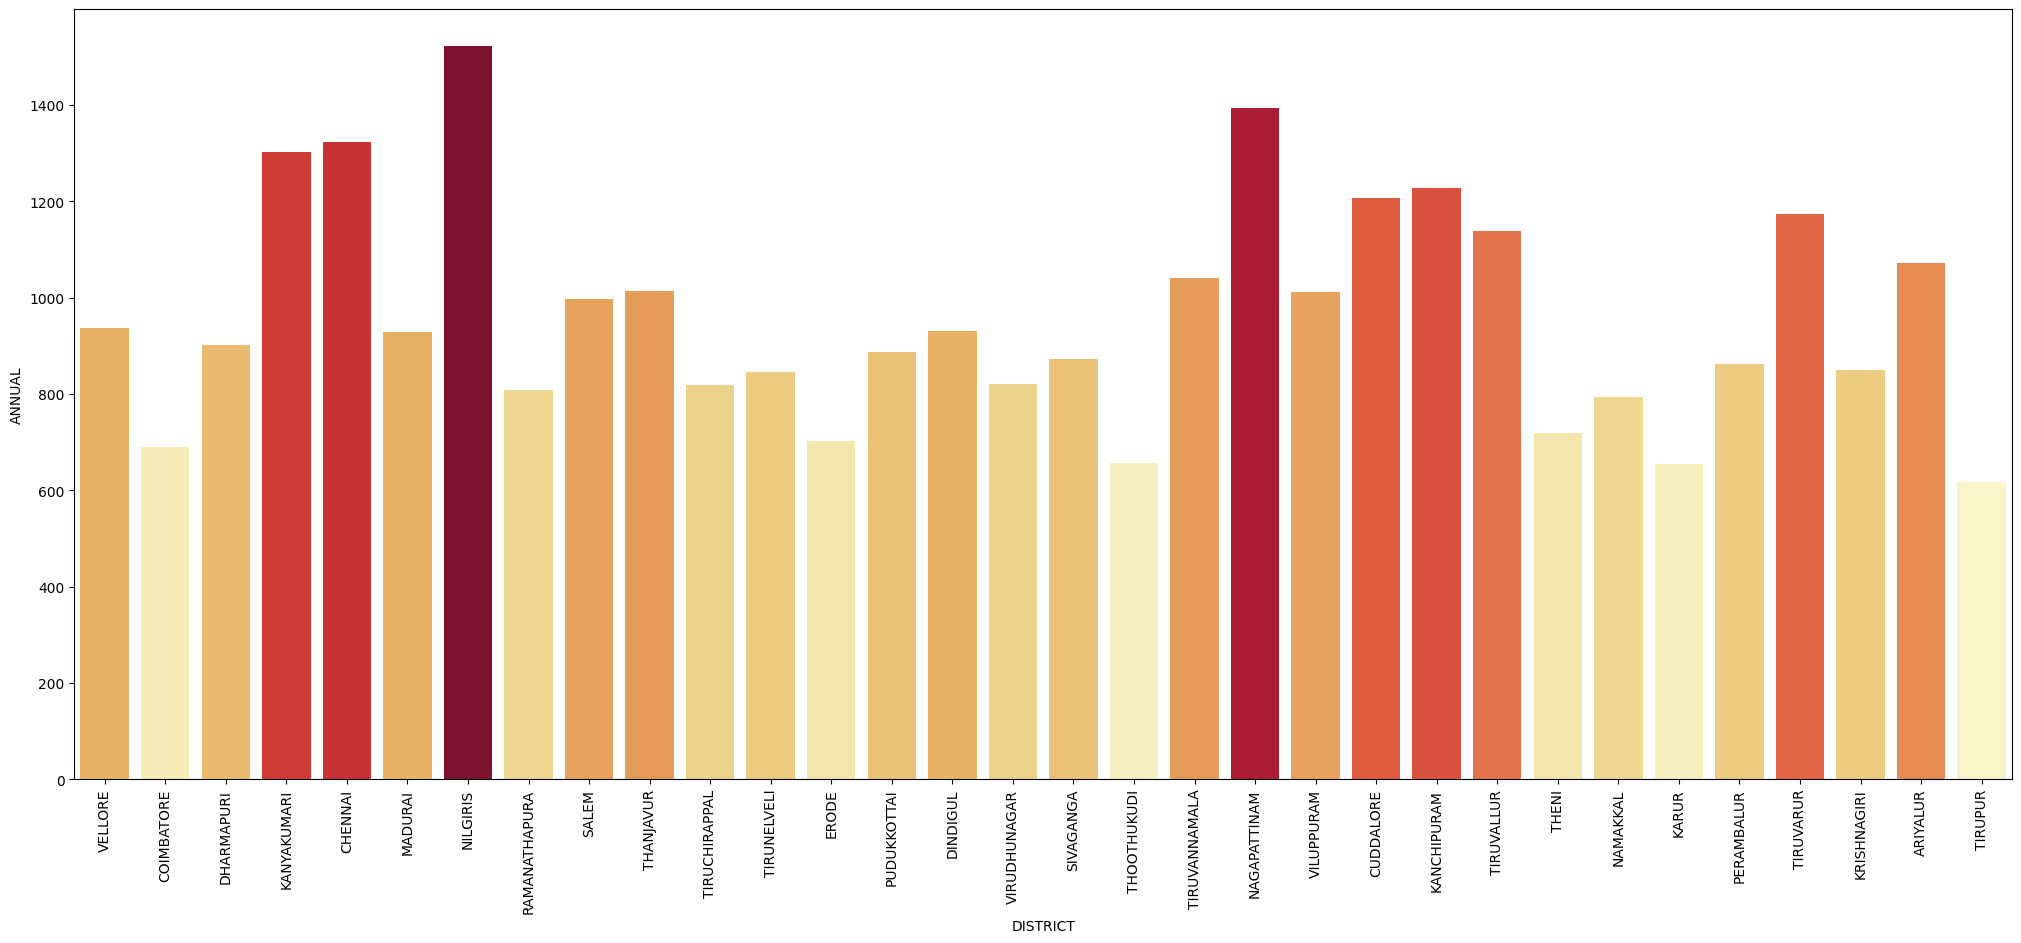 ANNUAL
1400
1200
1000
800
600
400
200
0
VELLORE
COIMBATORE
DHARMAPURI
KANYAKUMARI
CHENNAI
MADURAI
NILGIRIS
RAMANATHAPURA
SALEM
THANJAVUR
TIRUCHIRAPPAL
TIRUNELVELI
ERODE
PUDUKKOTTAI
DINDIGUL
VIRUDHUNAGAR
SIVAGANGA
THOOTHUKUDI
TIRUVANNAMALA
NAGAPATTINAM
VILUPPURAM
CUDDALORE
KANCHIPURAM
TIRUVALLUR
THENI
NAMAKKAL
KARUR
PERAMBALUR
TIRUVARUR
KRISHNAGIRI
ARIYALUR
TIRUPUR
DISTRICT